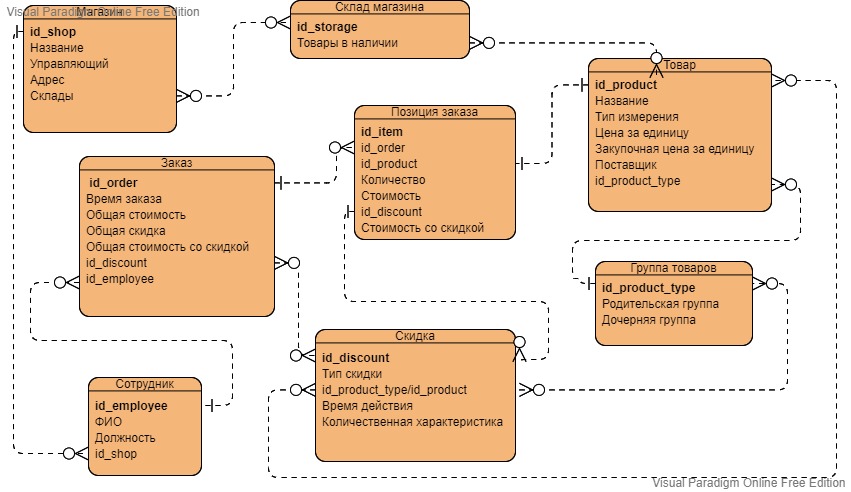 Visual Paradigm Online Free Edition
Магазин
id_shop
Название
Управляющий
Адрес
Склады
Склад магазина
id_storage
Товары в наличии
Товар
id_product
Название
Тип измерения
Цена за единицу
Закупочная цена за единицу
Поставщик
id_product_type
Позиция заказа
id_item
id_order
id_product
Количество
Стоимость
id_discount
Стоимость со скидкой
Заказ
id_order
Время заказа
Общая стоимость
Общая скидка
Общая стоимость со скидкой
id_discount
id_employee
Группа товаров
id_product_type
Родительская группа
Дочерняя группа
Скидка
id_discount
Тип скидки
id_product_type/id_product
Время действия
Количественная характеристика
Сотрудник
id_employee
ФИО
Должность
id_shop
Visual Paradigm Online Free Edition